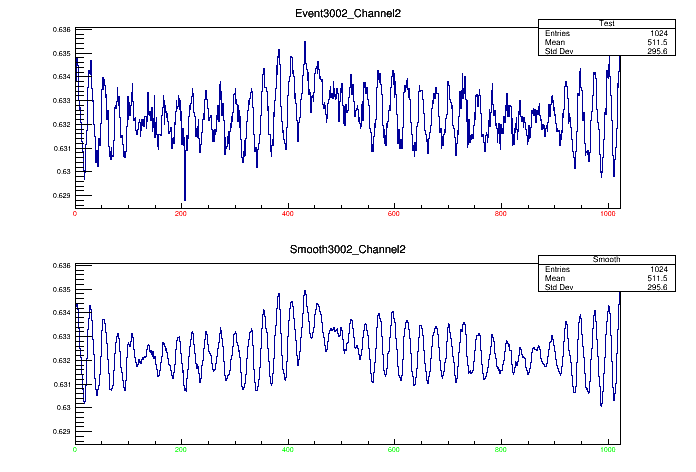 Event3002_Channel2
Test
Entries 1024
Mean 511.5
Std Dev 295.6
0.636
0.635
0.634
0.633
0.632
0.631
0.63
0.629
0 200 400 600 800 1000
Smooth3002_Channel2
Smooth
Entries 1024
Mean 511.5
Std Dev 295.6
0.636
0.635
0.634
0.633
0.632
0.631
0.63
0.629
0 200 400 600 800 1000